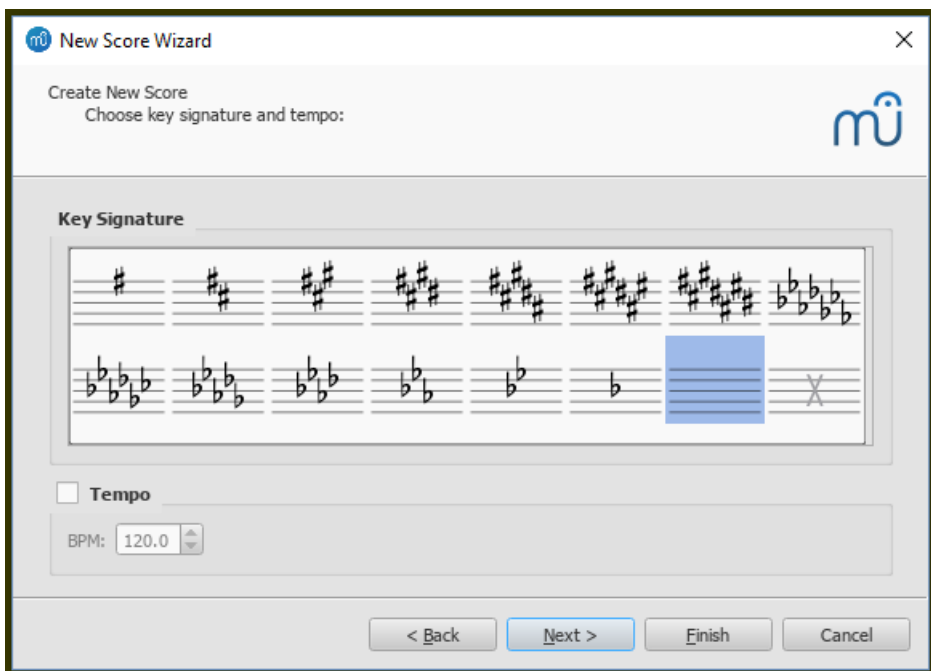 New Score Wizard
Create New Score
Choose key signature and tempo:
Key Signature
Tempo
BPM: 120.0
< Back Next > Finish Cancel